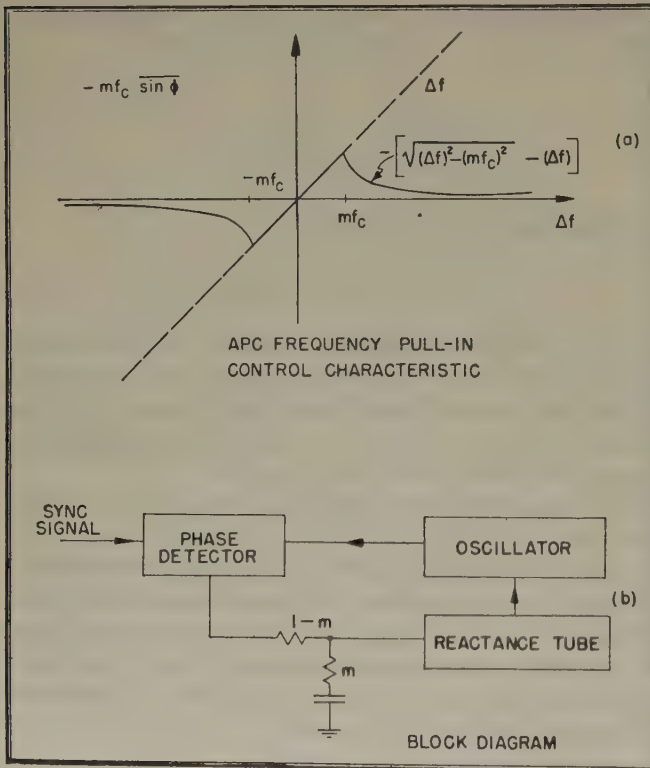 - mf_C \overline{sin ϕ}
Δf
-[√((Δf)²-(mf_C)²) - (Δf)]
(a)
-mf_C
mf_C
Δf
APC FREQUENCY PULL-IN
CONTROL CHARACTERISTIC
SYNC
SIGNAL
PHASE
DETECTOR
OSCILLATOR
(b)
1-m
REACTANCE TUBE
m
BLOCK DIAGRAM